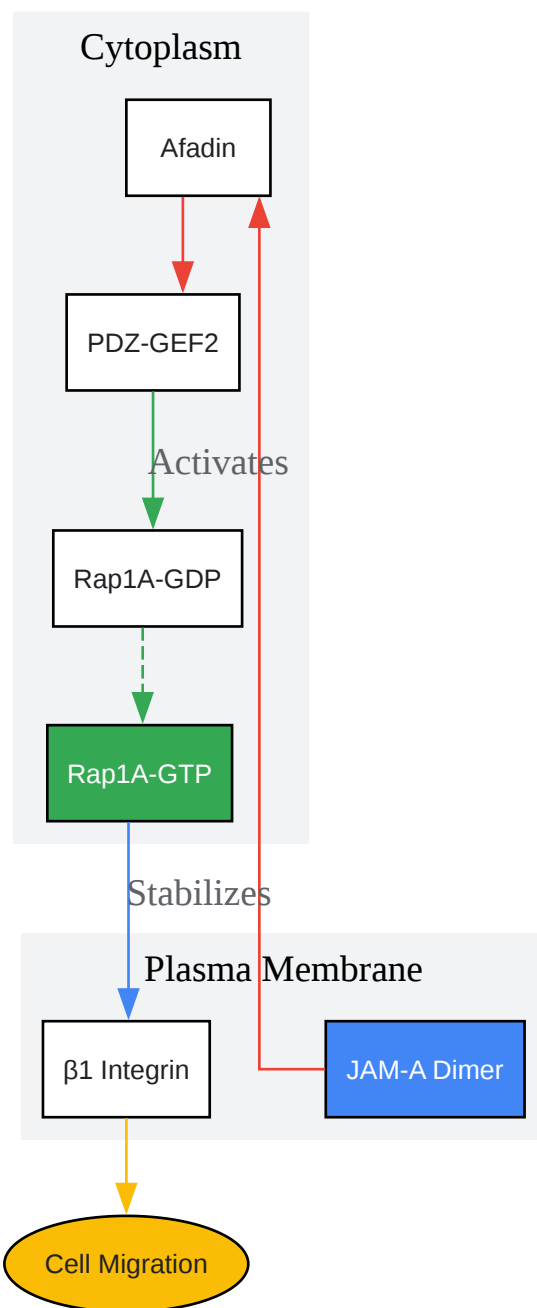 Cytoplasm
Afadin
PDZ-GEF2
Activates
Rap1A-GDP
Rap1A-GTP
Stabilizes
Plasma Membrane
β1 Integrin
JAM-A Dimer
Cell Migration